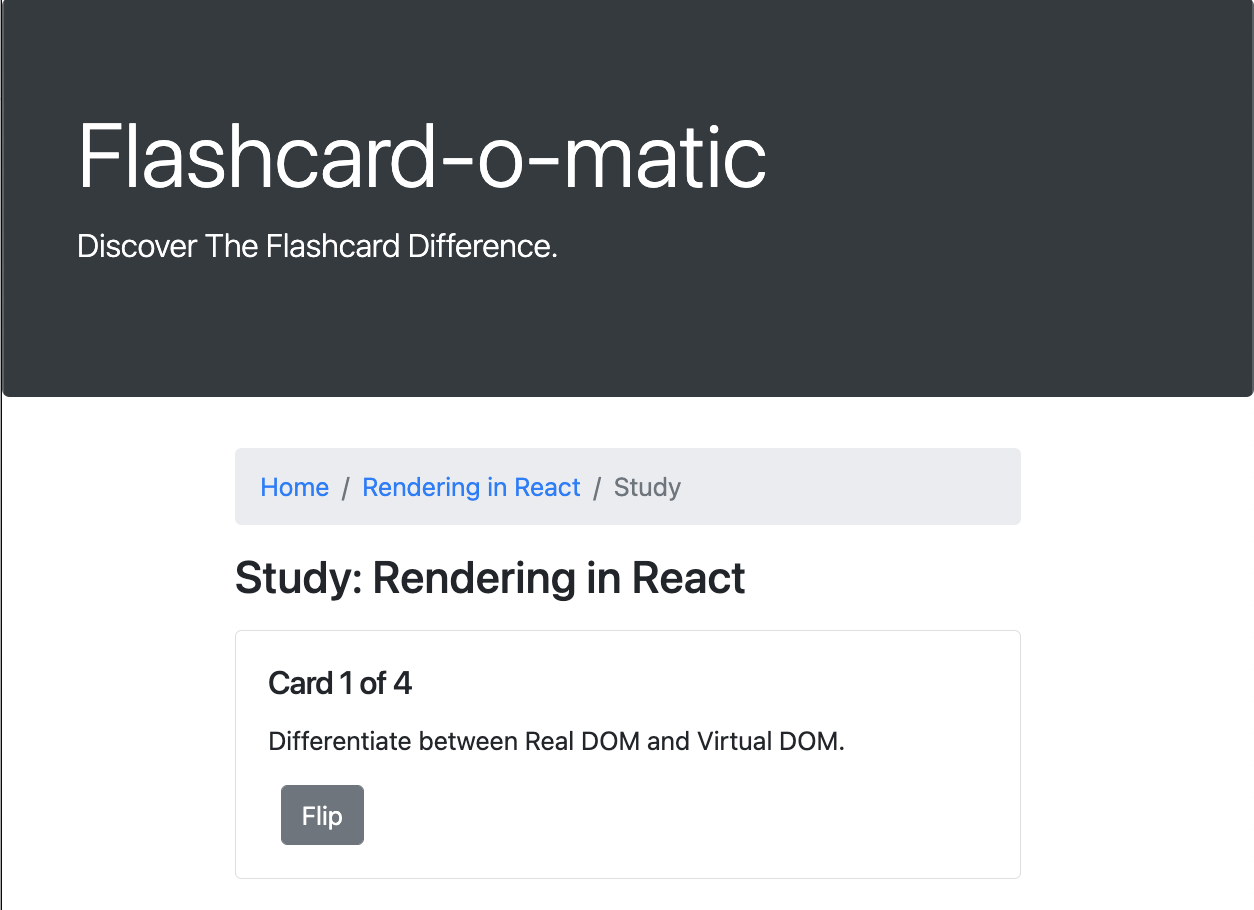 Flashcard-o-matic
Discover The Flashcard Difference.
Home / Rendering in React / Study
Study: Rendering in React
Card 1 of 4
Differentiate between Real DOM and Virtual DOM.
Flip